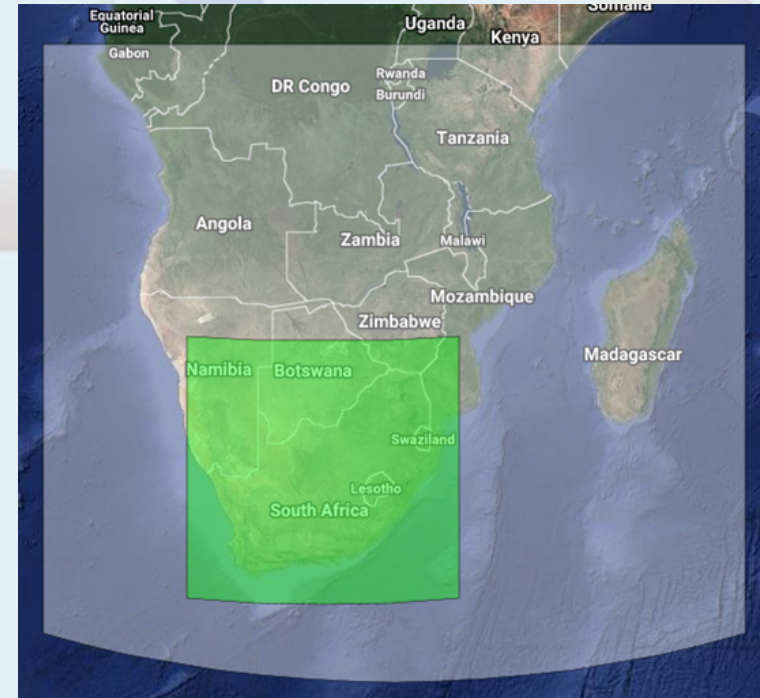 Somalia
Equatorial
Guinea
Uganda
Kenya
Gabon
DR Congo
Rwanda
Burundi
Tanzania
Angola
Zambia
Malawi
Mozambique
Zimbabwe
Madagascar
Namibia
Botswana
Swaziland
Lesotho
South Africa